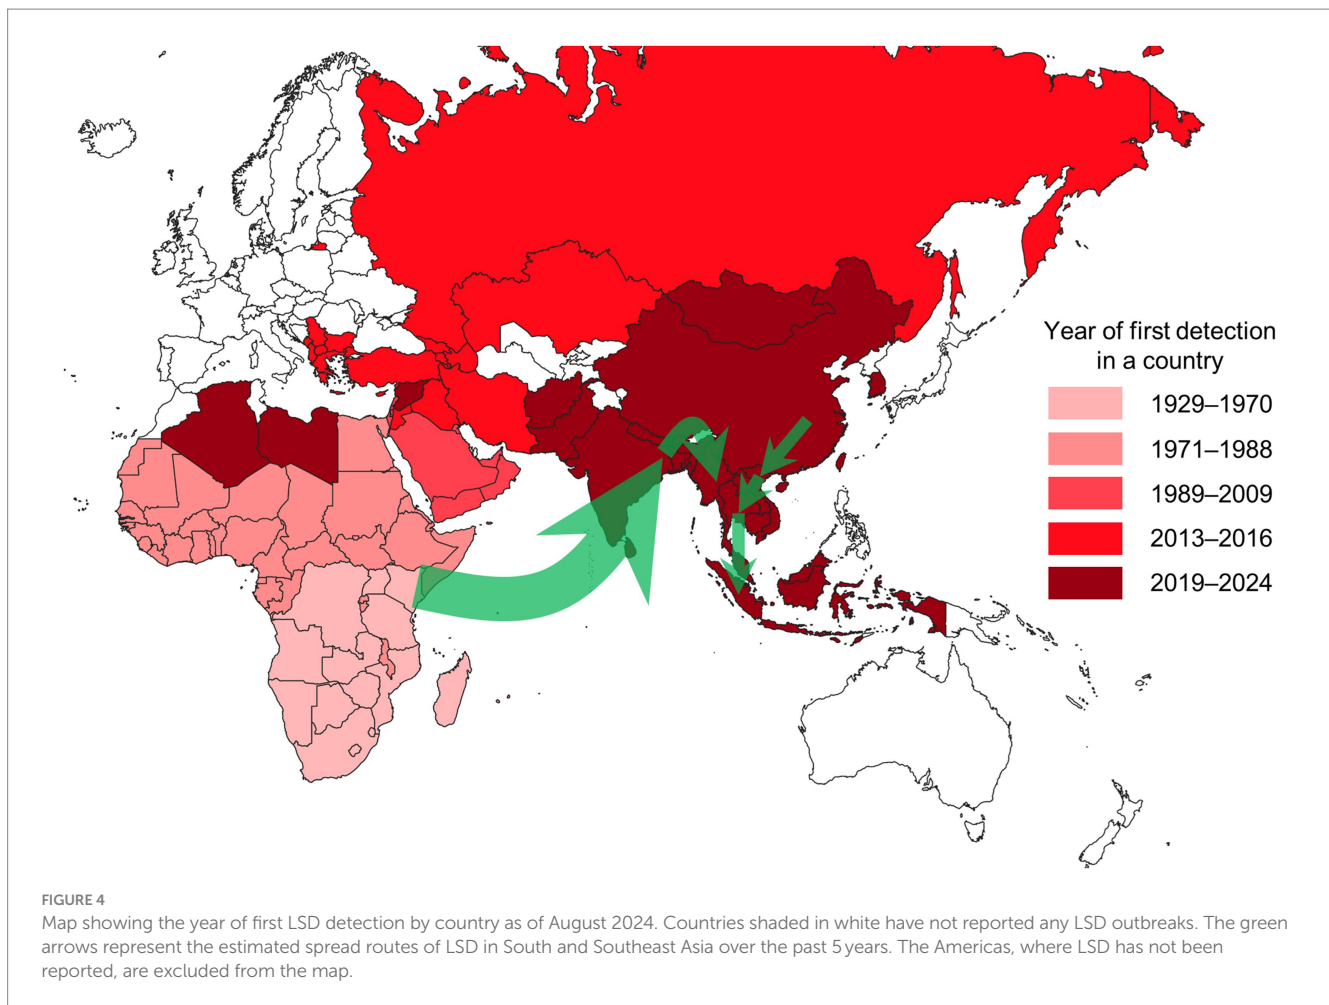 Year of first detection
in a country
1929–1970
1971–1988
1989–2009
2013–2016
2019–2024
FIGURE 4
Map showing the year of first LSD detection by country as of August 2024. Countries shaded in white have not reported any LSD outbreaks. The green
arrows represent the estimated spread routes of LSD in South and Southeast Asia over the past 5 years. The Americas, where LSD has not been
reported, are excluded from the map.